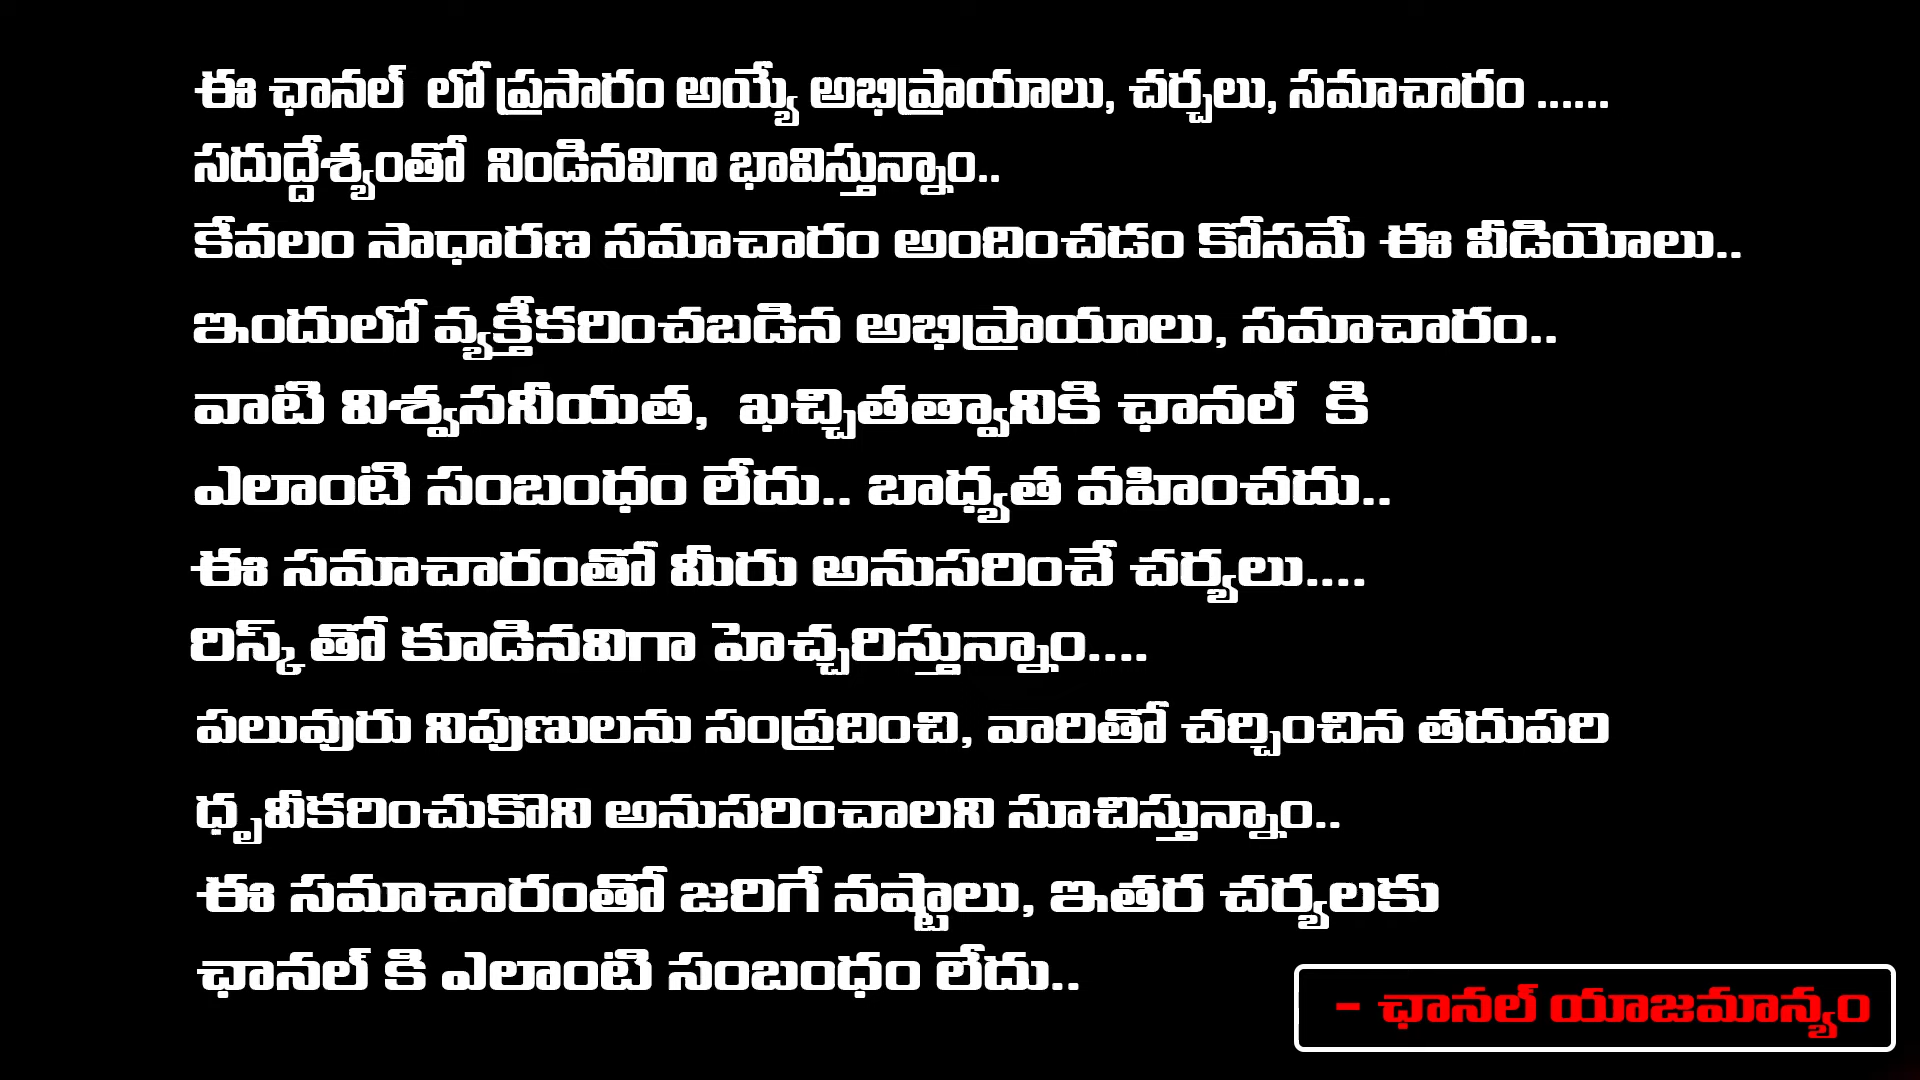 ఈ ఛానల్ లో ప్రసారం అయ్యే అభిప్రాయాలు, చర్చలు, సమాచారం ......
సదుద్దేశ్యంతో నిండినవిగా భావిస్తున్నాం..
కేవలం సాధారణ సమాచారం అందించడం కోసమే ఈ వీడియోలు..
ఇందులో వ్యక్తీకరించబడిన అభిప్రాయాలు, సమాచారం..
వాటి విశ్వసనీయత, ఖచ్చితత్వానికి ఛానల్ కి
ఎలాంటి సంబంధం లేదు.. బాధ్యత వహించదు..
ఈ సమాచారంతో మీరు అనుసరించే చర్యలు....
రిస్క్ తో కూడినవిగా హెచ్చరిస్తున్నాం....
పలువురు నిపుణులను సంప్రదించి, వారితో చర్చించిన తదుపరి
ధృవీకరించుకొని అనుసరించాలని సూచిస్తున్నాం..
ఈ సమాచారంతో జరిగే నష్టాలు, ఇతర చర్యలకు
ఛానల్ కి ఎలాంటి సంబంధం లేదు..
- ఛానల్ యాజమాన్యం